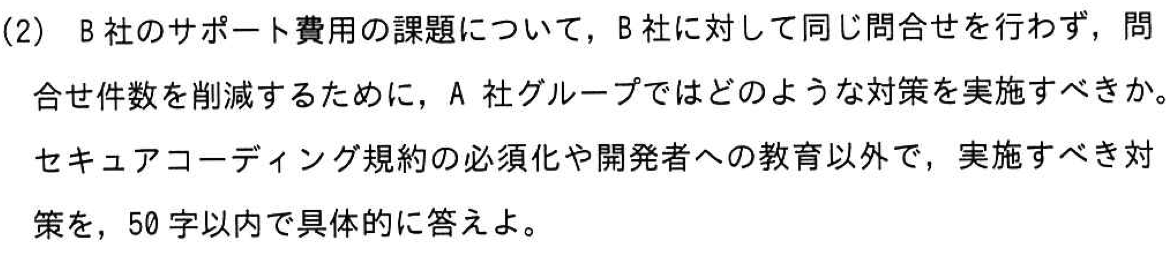 (2) B社のサポート費用の課題について，B社に対して同じ問合せを行わず，問
合せ件数を削減するために，A 社グループではどのような対策を実施すべきか。
セキュアコーディング規約の必須化や開発者への教育以外で，実施すべき対
策を，50字以内で具体的に答えよ。